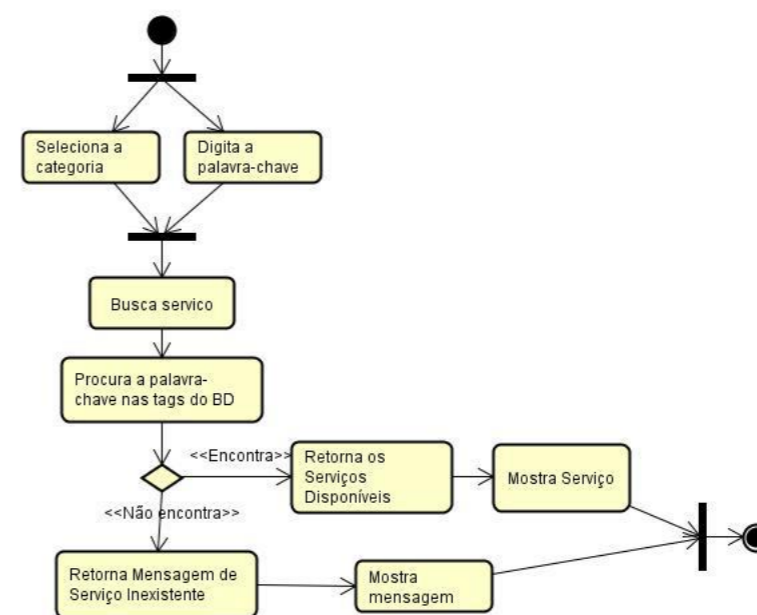 Seleciona a
categoria
Digita a
palavra-chave
Busca servico
Procura a palavra-
chave nas tags do BD
<<Encontra>>
Retorna os
Serviços
Disponíveis
Mostra Serviço
<<Não encontra>>
Retorna Mensagem de
Serviço Inexistente
Mostra
mensagem